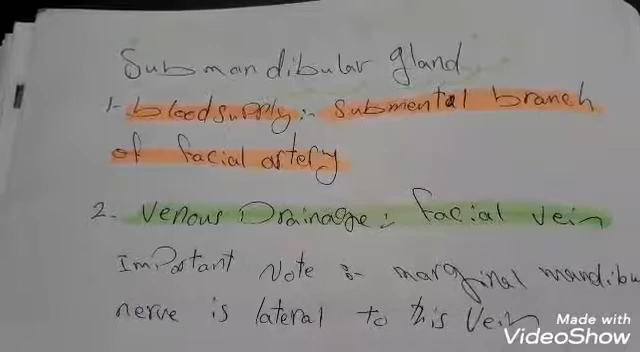 Submandibular gland
1- bloodsupply:- submental branch
of facial artery
2- Venous Drainage: facial vein
Important Note:- marginal mandibu
nerve is lateral to this Vein
Made with
VideoShow